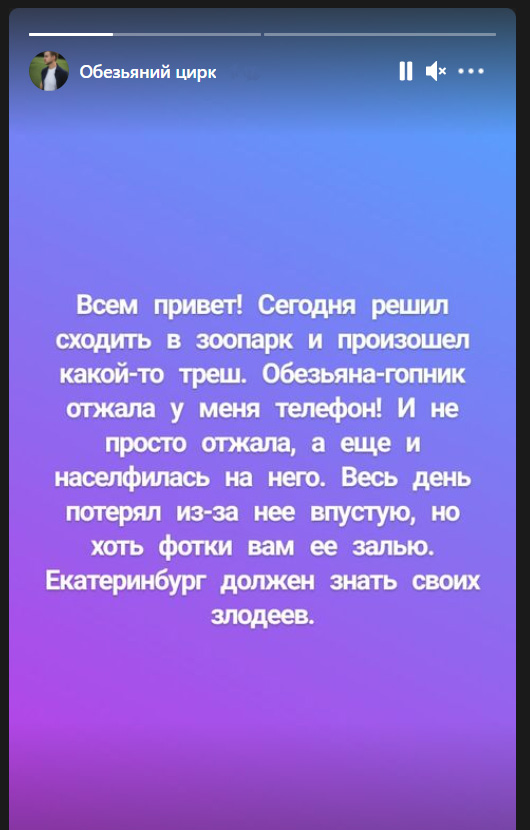 Обезьяний цирк
Всем привет! Сегодня решил
сходить в зоопарк и произошел
какой-то треш. Обезьяна-гопник
отжала у меня телефон! И не
просто отжала, а еще и
населфилась на него. Весь день
потерял из-за нее впустую, но
хоть фотки вам ее залью.
Екатеринбург должен знать своих
злодеев.